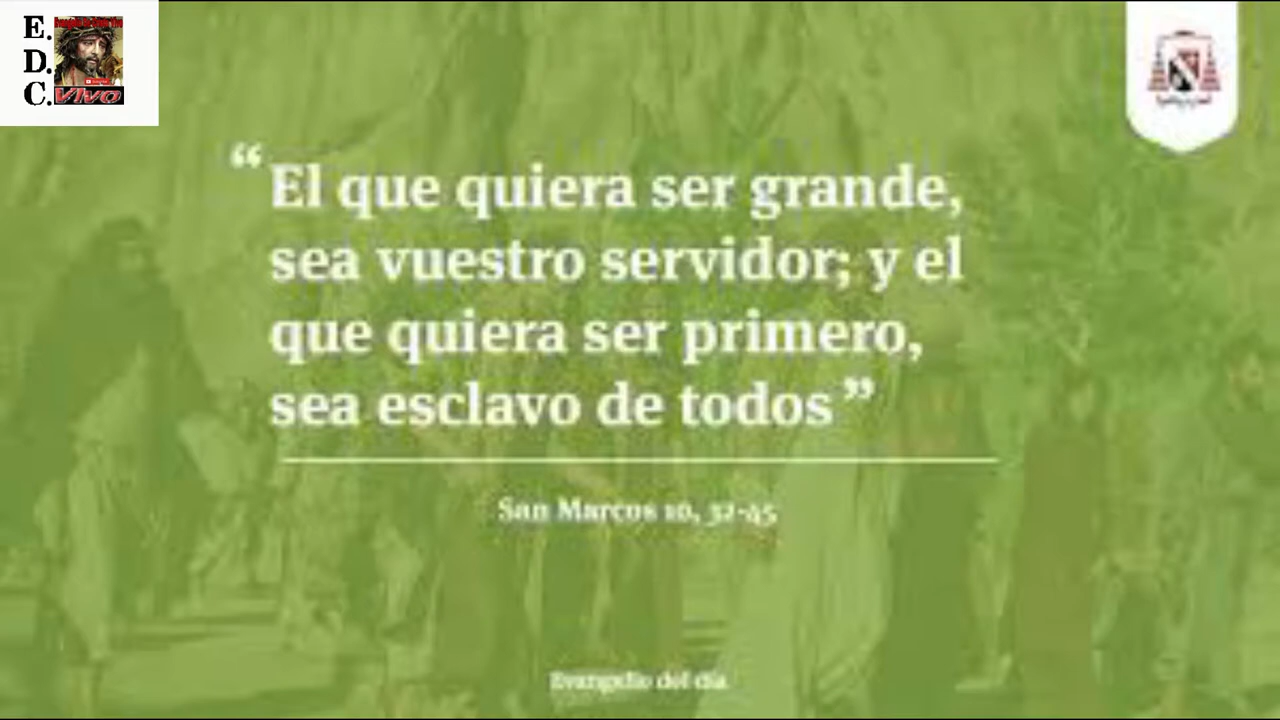 E.
D.
C.
Vivo
“El que quiera ser grande,
sea vuestro servidor; y el
que quiera ser primero,
sea esclavo de todos”
San Marcos 10, 32-45
Evangelio del día